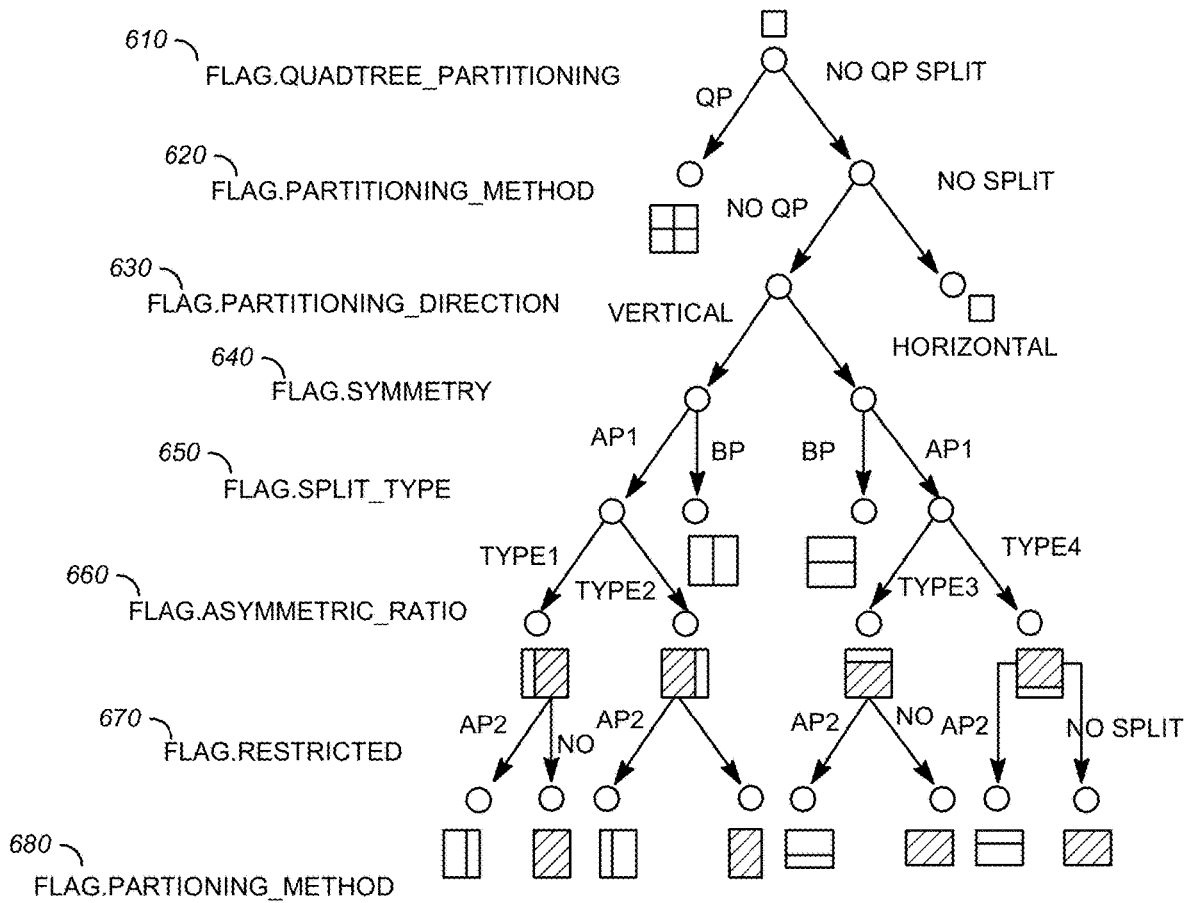 610
FLAG.QUADTREE_PARTITIONING
NO QP SPLIT
QP
620
FLAG.PARTITIONING_METHOD
NO SPLIT
NO QP
630
FLAG.PARTITIONING_DIRECTION
VERTICAL
HORIZONTAL
640
FLAG.SYMMETRY
AP1
BP
BP
AP1
650
FLAG.SPLIT_TYPE
TYPE1
TYPE2
TYPE3
TYPE4
660
FLAG.ASYMMETRIC_RATIO
670
FLAG.RESTRICTED
AP2
NO
AP2
AP2
NO
AP2
NO SPLIT
680
FLAG.PARTIONING_METHOD